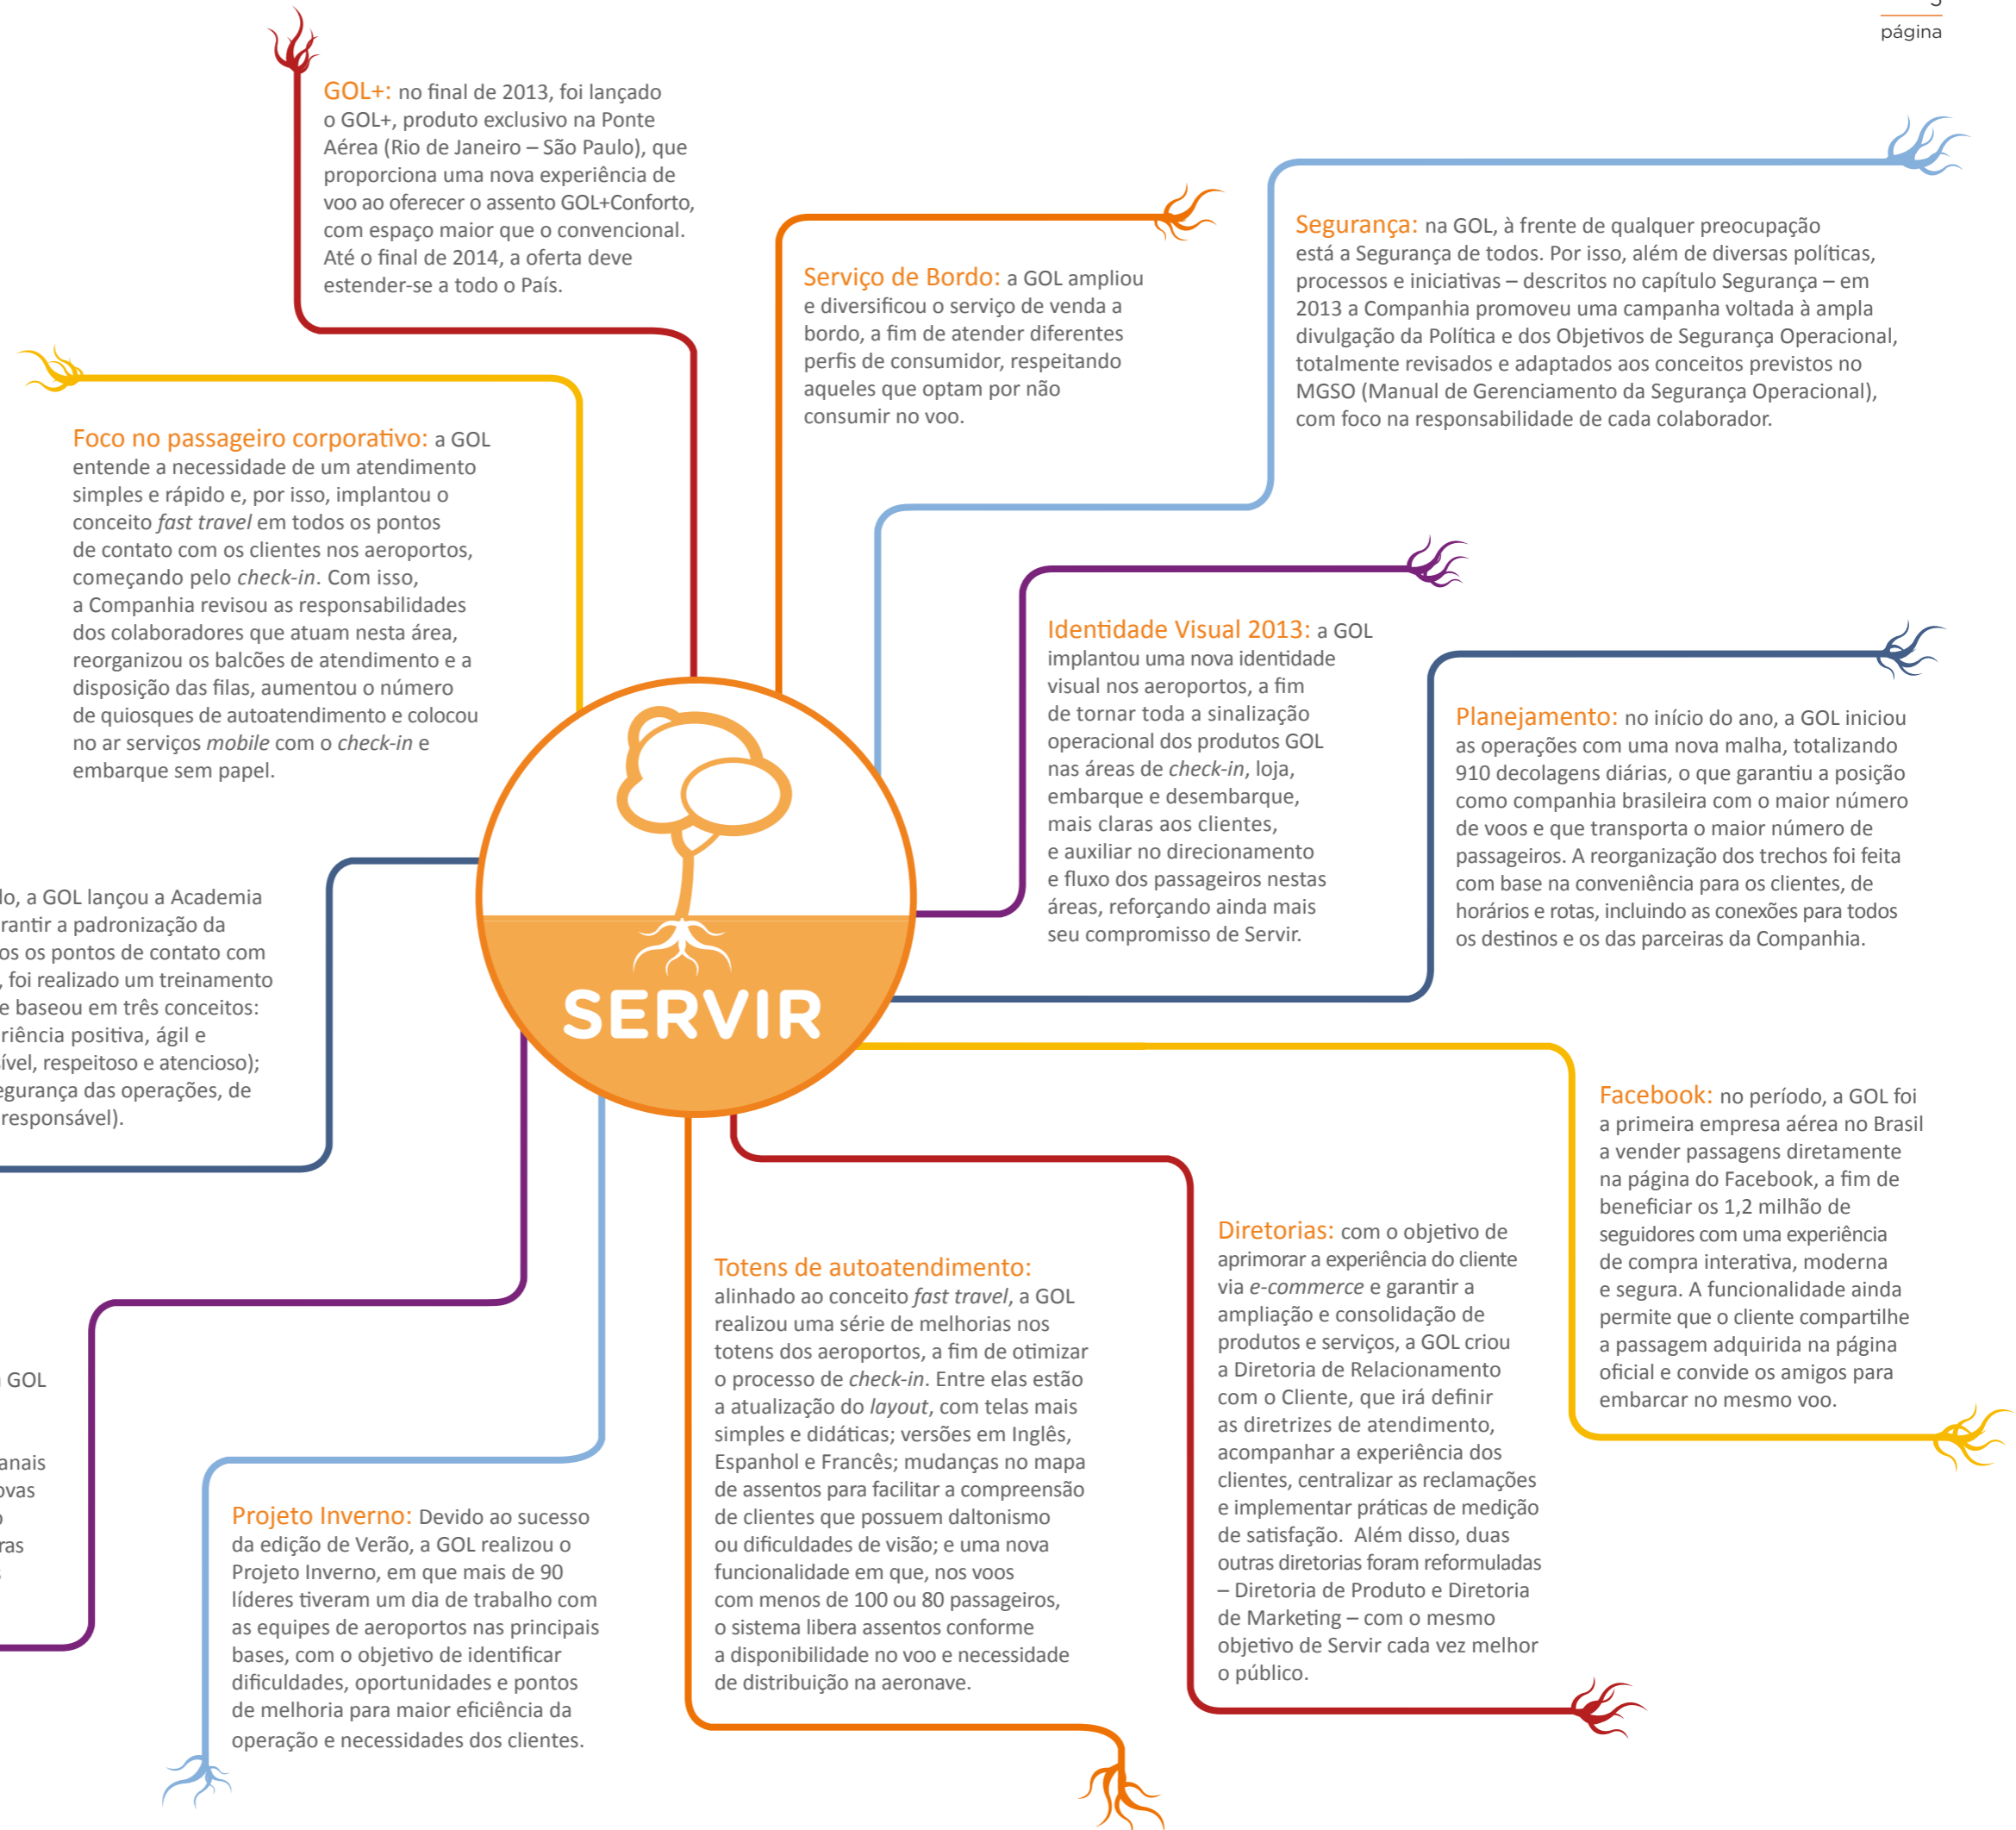 página
GOL+: no final de 2013, foi lançado
o GOL+, produto exclusivo na Ponte
Aérea (Rio de Janeiro – São Paulo), que
proporciona uma nova experiência de
voo ao oferecer o assento GOL+Conforto,
com espaço maior que o convencional.
Até o final de 2014, a oferta deve
estender-se a todo o País.
Serviço de Bordo: a GOL ampliou
e diversificou o serviço de venda a
bordo, a fim de atender diferentes
perfis de consumidor, respeitando
aqueles que optam por não
consumir no voo.
Segurança: na GOL, à frente de qualquer preocupação
está a Segurança de todos. Por isso, além de diversas políticas,
processos e iniciativas – descritos no capítulo Segurança – em
2013 a Companhia promoveu uma campanha voltada à ampla
divulgação da Política e dos Objetivos de Segurança Operacional,
totalmente revisados e adaptados aos conceitos previstos no
MGSO (Manual de Gerenciamento da Segurança Operacional),
com foco na responsabilidade de cada colaborador.
Foco no passageiro corporativo: a GOL
entende a necessidade de um atendimento
simples e rápido e, por isso, implantou o
conceito fast travel em todos os pontos
de contato com os clientes nos aeroportos,
começando pelo check-in. Com isso,
a Companhia revisou as responsabilidades
dos colaboradores que atuam nesta área,
reorganizou os balcões de atendimento e a
disposição das filas, aumentou o número
de quiosques de autoatendimento e colocou
no ar serviços mobile com o check-in e
embarque sem papel.
Identidade Visual 2013: a GOL
implantou uma nova identidade
visual nos aeroportos, a fim
de tornar toda a sinalização
operacional dos produtos GOL
nas áreas de check-in, loja,
embarque e desembarque,
mais claras aos clientes,
e auxiliar no direcionamento
e fluxo dos passageiros nestas
áreas, reforçando ainda mais
seu compromisso de Servir.
Planejamento: no início do ano, a GOL iniciou
as operações com uma nova malha, totalizando
910 decolagens diárias, o que garantiu a posição
como companhia brasileira com o maior número
de voos e que transporta o maior número de
passageiros. A reorganização dos trechos foi feita
com base na conveniência para os clientes, de
horários e rotas, incluindo as conexões para todos
os destinos e os das parceiras da Companhia.
a GOL lançou a Academia
a padronização da
os pontos de contato com
foi realizado um treinamento
e baseou em três conceitos:
positiva, ágil e
respeitoso e atencioso);
das operações, de
responsável).
SERVIR
Facebook: no período, a GOL foi
a primeira empresa aérea no Brasil
a vender passagens diretamente
na página do Facebook, a fim de
beneficiar os 1,2 milhão de
seguidores com uma experiência
de compra interativa, moderna
e segura. A funcionalidade ainda
permite que o cliente compartilhe
a passagem adquirida na página
oficial e convide os amigos para
embarcar no mesmo voo.
GOL
Projeto Inverno: Devido ao sucesso
da edição de Verão, a GOL realizou o
Projeto Inverno, em que mais de 90
líderes tiveram um dia de trabalho com
as equipes de aeroportos nas principais
bases, com o objetivo de identificar
dificuldades, oportunidades e pontos
de melhoria para maior eficiência da
operação e necessidades dos clientes.
Totens de autoatendimento:
alinhado ao conceito fast travel, a GOL
realizou uma série de melhorias nos
totens dos aeroportos, a fim de otimizar
o processo de check-in. Entre elas estão
a atualização do layout, com telas mais
simples e didáticas; versões em Inglês,
Espanhol e Francês; mudanças no mapa
de assentos para facilitar a compreensão
de clientes que possuem daltonismo
ou dificuldades de visão; e uma nova
funcionalidade em que, nos voos
com menos de 100 ou 80 passageiros,
o sistema libera assentos conforme
a disponibilidade no voo e necessidade
de distribuição na aeronave.
Diretorias: com o objetivo de
aprimorar a experiência do cliente
via e-commerce e garantir a
ampliação e consolidação de
produtos e serviços, a GOL criou
a Diretoria de Relacionamento
com o Cliente, que irá definir
as diretrizes de atendimento,
acompanhar a experiência dos
clientes, centralizar as reclamações
e implementar práticas de medição
de satisfação. Além disso, duas
outras diretorias foram reformuladas
– Diretoria de Produto e Diretoria
de Marketing – com o mesmo
objetivo de Servir cada vez melhor
o público.